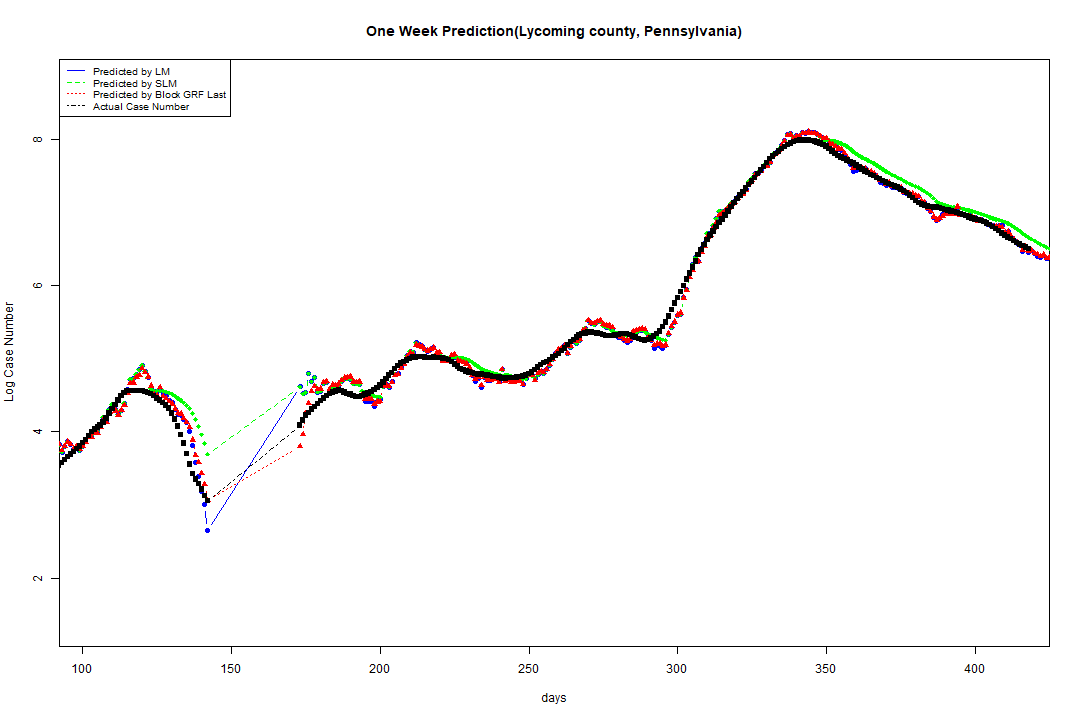 One Week Prediction(Lycoming county, Pennsylvania)
Predicted by LM
Predicted by SLM
Predicted by Block GRF Last
Actual Case Number
8
6
4
2
Log Case Number
100 150 200 250 300 350 400
days